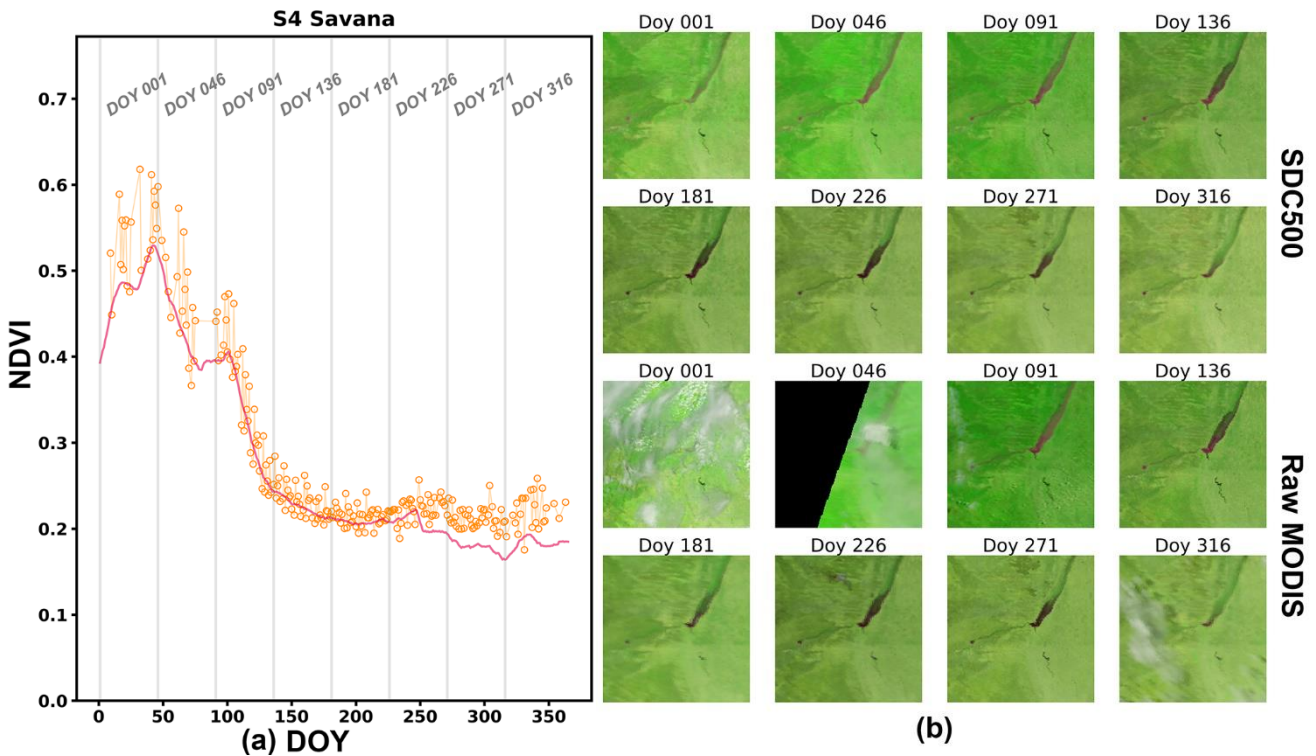 S4 Savana
DOY 001
DOY 046
DOY 091
DOY 136
DOY 181
DOY 226
DOY 271
DOY 316
NDVI
0.7
0.6
0.5
0.4
0.3
0.2
0.1
0.0
0 50 100 150 200 250 300 350
(a) DOY
Doy 001 Doy 046 Doy 091 Doy 136
Doy 181 Doy 226 Doy 271 Doy 316
SDC500
Doy 001 Doy 046 Doy 091 Doy 136
Doy 181 Doy 226 Doy 271 Doy 316
Raw MODIS
(b)